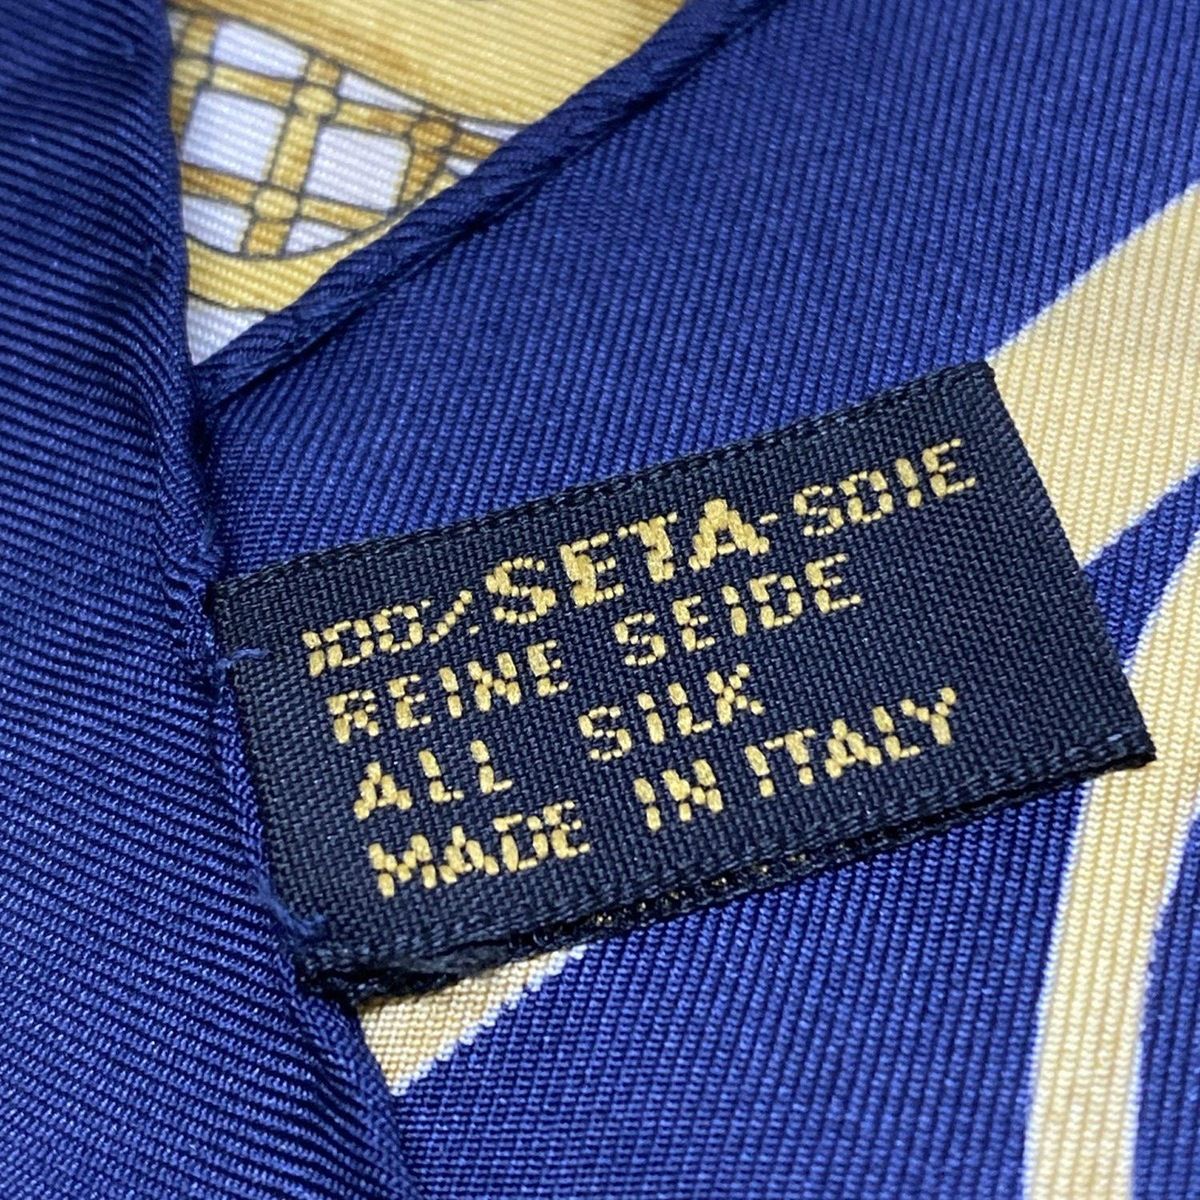 100% SETA-SOIE
REINE SEIDE
ALL SILK
MADE IN ITALY